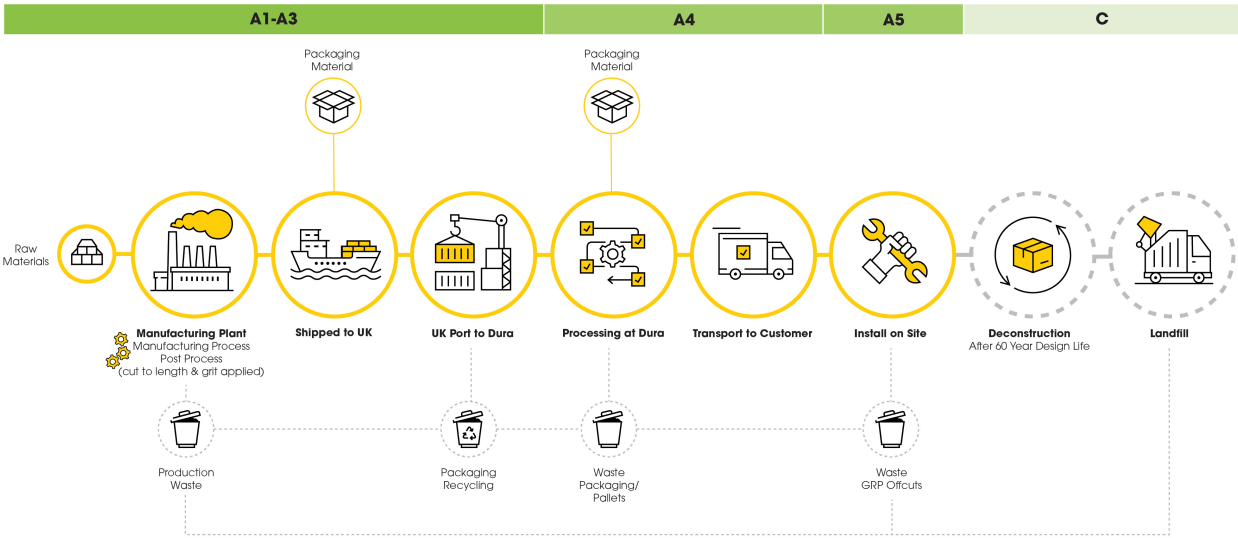 A1-A3
A4
A5
C
Packaging
Material
Packaging
Material
Raw
Materials
Manufacturing Plant
Manufacturing Process
Post Process
(cut to length & grit applied)
Shipped to UK
UK Port to Dura
Processing at Dura
Transport to Customer
Install on Site
Deconstruction
After 60 Year Design Life
Landfill
Production
Waste
Packaging
Recycling
Waste
Packaging/
Pallets
Waste
GRP Offcuts